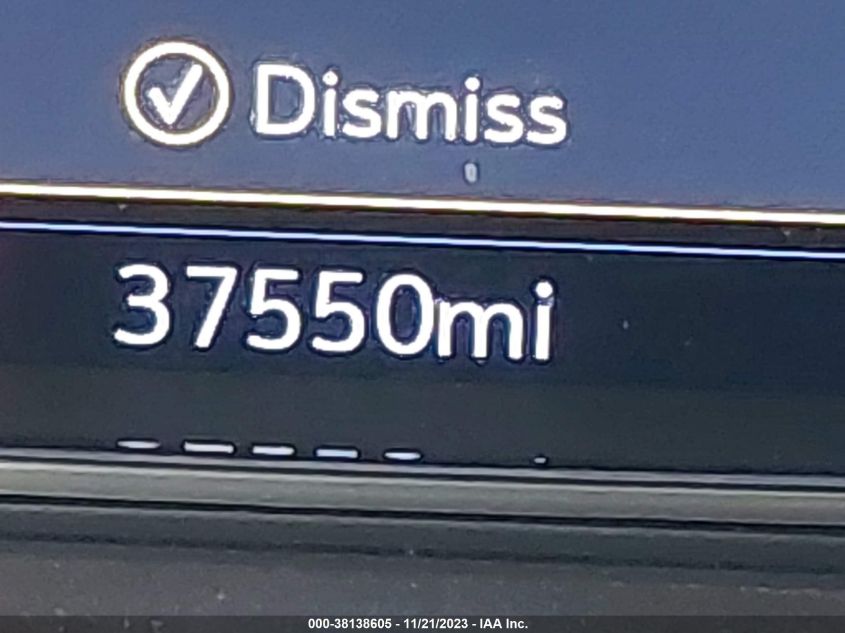 Dismiss
37550mi
000-38138605 - 11/21/2023 - IAA Inc.